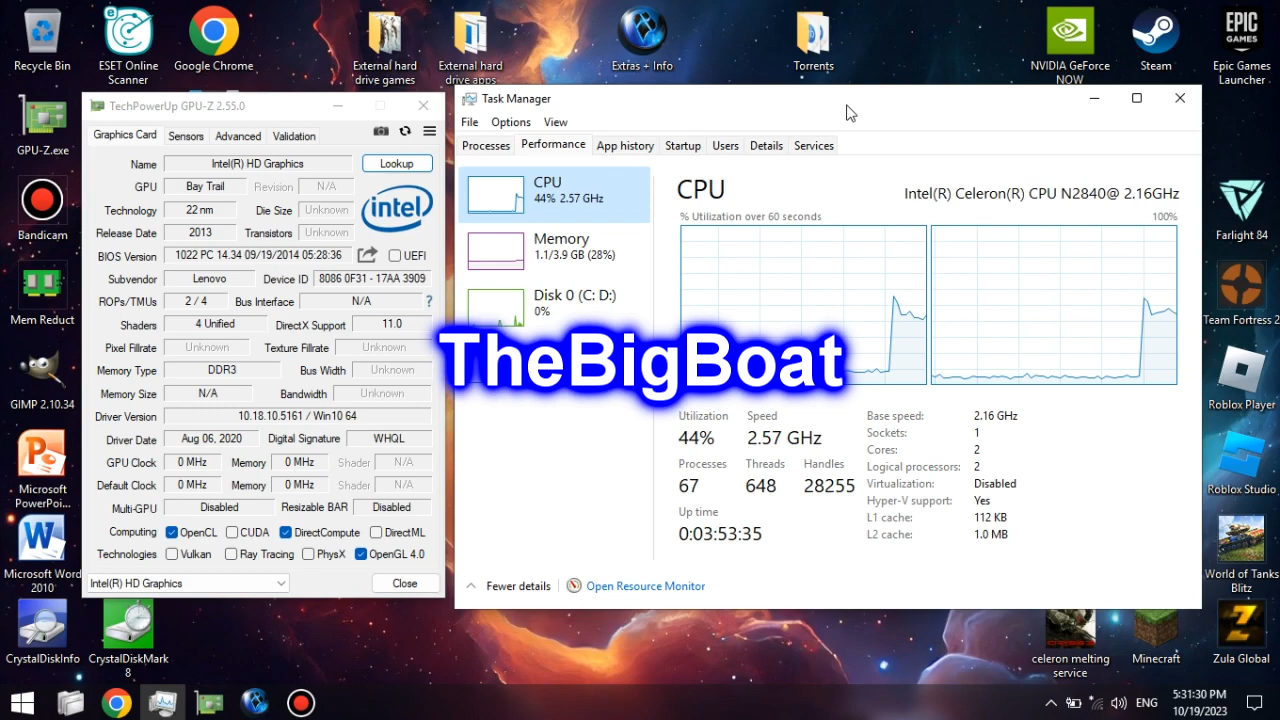 Recycle Bin
ESET Online
Scanner
Google Chrome
External hard
drive games
External hard
drive apps
Extras + Info
Torrents
NVIDIA GeForce
NOW
Steam
EPIC
GAMES
Epic Games
Launcher
GPU-Z.exe
Bandicam
Mem Reduct
GIMP 2.10.34
Microsoft
PowerPoi...
Microsoft Word
2010
CrystalDiskInfo
CrystalDiskMark
8
TechPowerUp GPU-Z 2.55.0
Graphics Card Sensors Advanced Validation
Name Intel(R) HD Graphics Lookup
GPU Bay Trail Revision N/A
intel
Technology 22 nm Die Size Unknown
Release Date 2013 Transistors Unknown
BIOS Version 1022 PC 14.34 09/19/2014 05:28:36 UEFI
Subvendor Lenovo Device ID 8086 0F31 - 17AA 3909
ROPs/TMUs 2 / 4 Bus Interface N/A ?
Shaders 4 Unified DirectX Support 11.0
Pixel Fillrate Unknown Texture Fillrate Unknown
Memory Type DDR3 Bus Width Unknown
Memory Size N/A Bandwidth Unknown
Driver Version 10.18.10.5161 / Win10 64
Driver Date Aug 06, 2020 Digital Signature WHQL
GPU Clock 0 MHz Memory 0 MHz Shader N/A
Default Clock 0 MHz Memory 0 MHz Shader N/A
Multi-GPU Disabled Resizable BAR Disabled
Computing OpenCL CUDA DirectCompute DirectML
Technologies Vulkan Ray Tracing PhysX OpenGL 4.0
Intel(R) HD Graphics Close
Task Manager
File Options View
Processes Performance App history Startup Users Details Services
CPU
44% 2.57 GHz
Memory
1.1/3.9 GB (28%)
Disk 0 (C: D:)
0%
CPU Intel(R) Celeron(R) CPU N2840@ 2.16GHz
% Utilization over 60 seconds 100%
TheBigBoat
Utilization Speed
44% 2.57 GHz
Processes Threads Handles
67 648 28255
Up time
0:03:53:35
Base speed: 2.16 GHz
Sockets: 1
Cores: 2
Logical processors: 2
Virtualization: Disabled
Hyper-V support: Yes
L1 cache: 112 KB
L2 cache: 1.0 MB
Fewer details Open Resource Monitor
Farlight 84
Team Fortress 2
Roblox Player
Roblox Studio
World of Tanks
Blitz
celeron melting
service
Minecraft
Zula Global
ENG
5:31:30 PM
10/19/2023